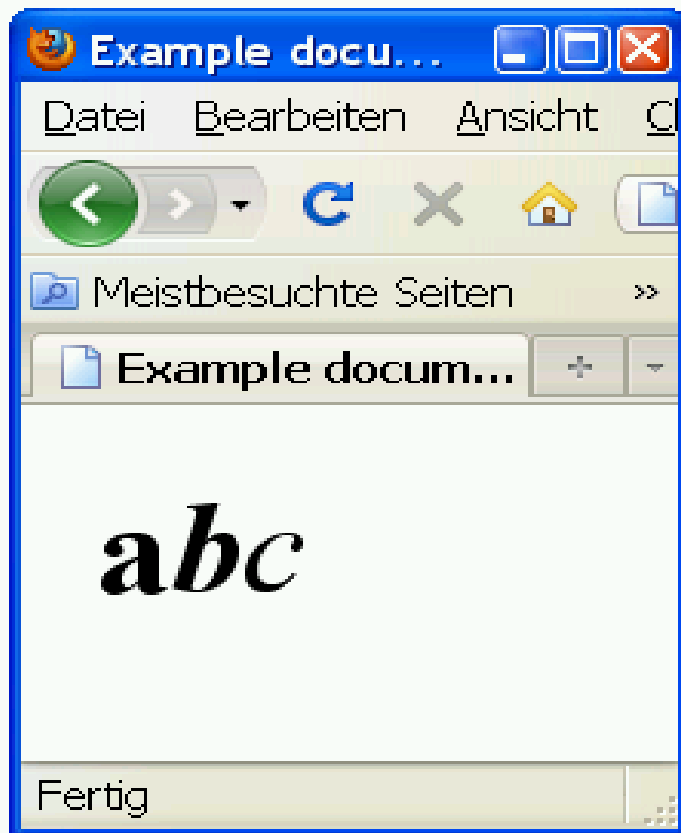 Example docu...
Datei Bearbeiten Ansicht
Meistbesuchte Seiten »
Example docum...
abc
Fertig